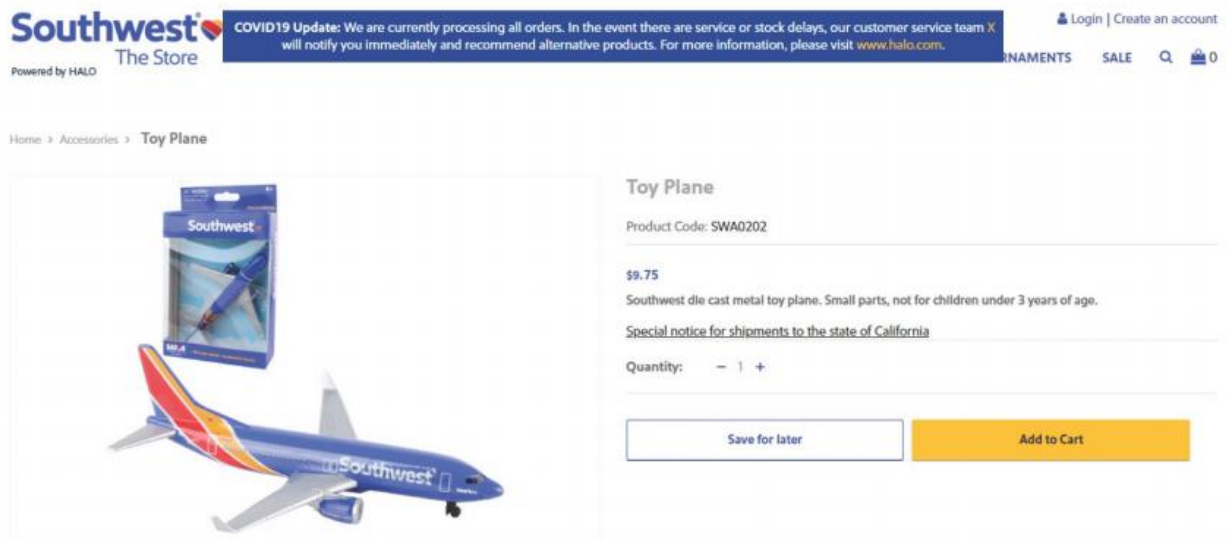 Southwest
The Store
Powered by HALO
COVID19 Update: We are currently processing all orders. In the event there are service or stock delays, our customer service team X
will notify you immediately and recommend alternative products. For more information, please visit www.halo.com.
Login | Create an account
RNAMENTS SALE 0
Home > Accessories > Toy Plane
Southwest
Southwest
Toy Plane
Product Code: SWA0202
$9.75
Southwest die cast metal toy plane. Small parts, not for children under 3 years of age.
Special notice for shipments to the state of California
Quantity: − 1 +
Save for later
Add to Cart